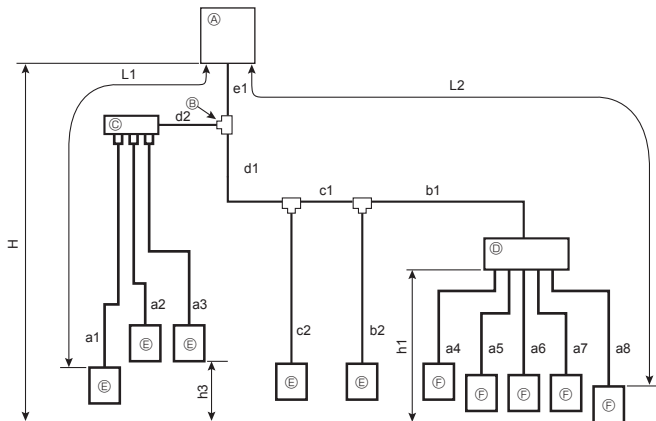 Ⓐ
L1
L2
e1
Ⓑ
Ⓒ
d2
d1
c1
b1
H
Ⓓ
a1
a2
a3
h3
c2
b2
h1
a4
a5
a6
a7
a8
Ⓔ
Ⓔ
Ⓔ
Ⓔ
Ⓔ
Ⓕ
Ⓕ
Ⓕ
Ⓕ
Ⓕ